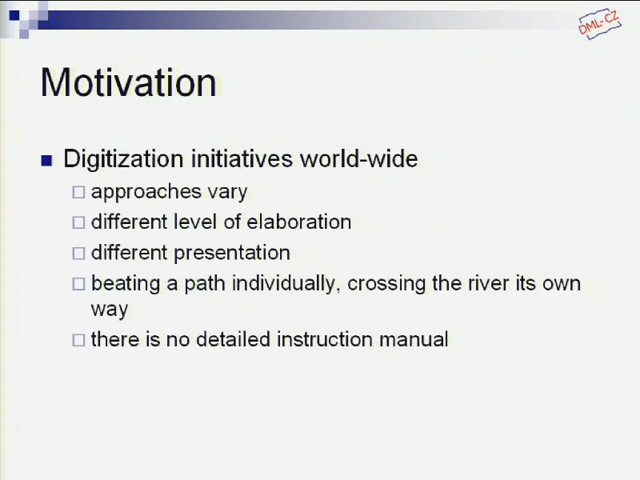 DML-CZ
Motivation
Digitization initiatives world-wide
approaches vary
different level of elaboration
different presentation
beating a path individually, crossing the river its own
way
there is no detailed instruction manual